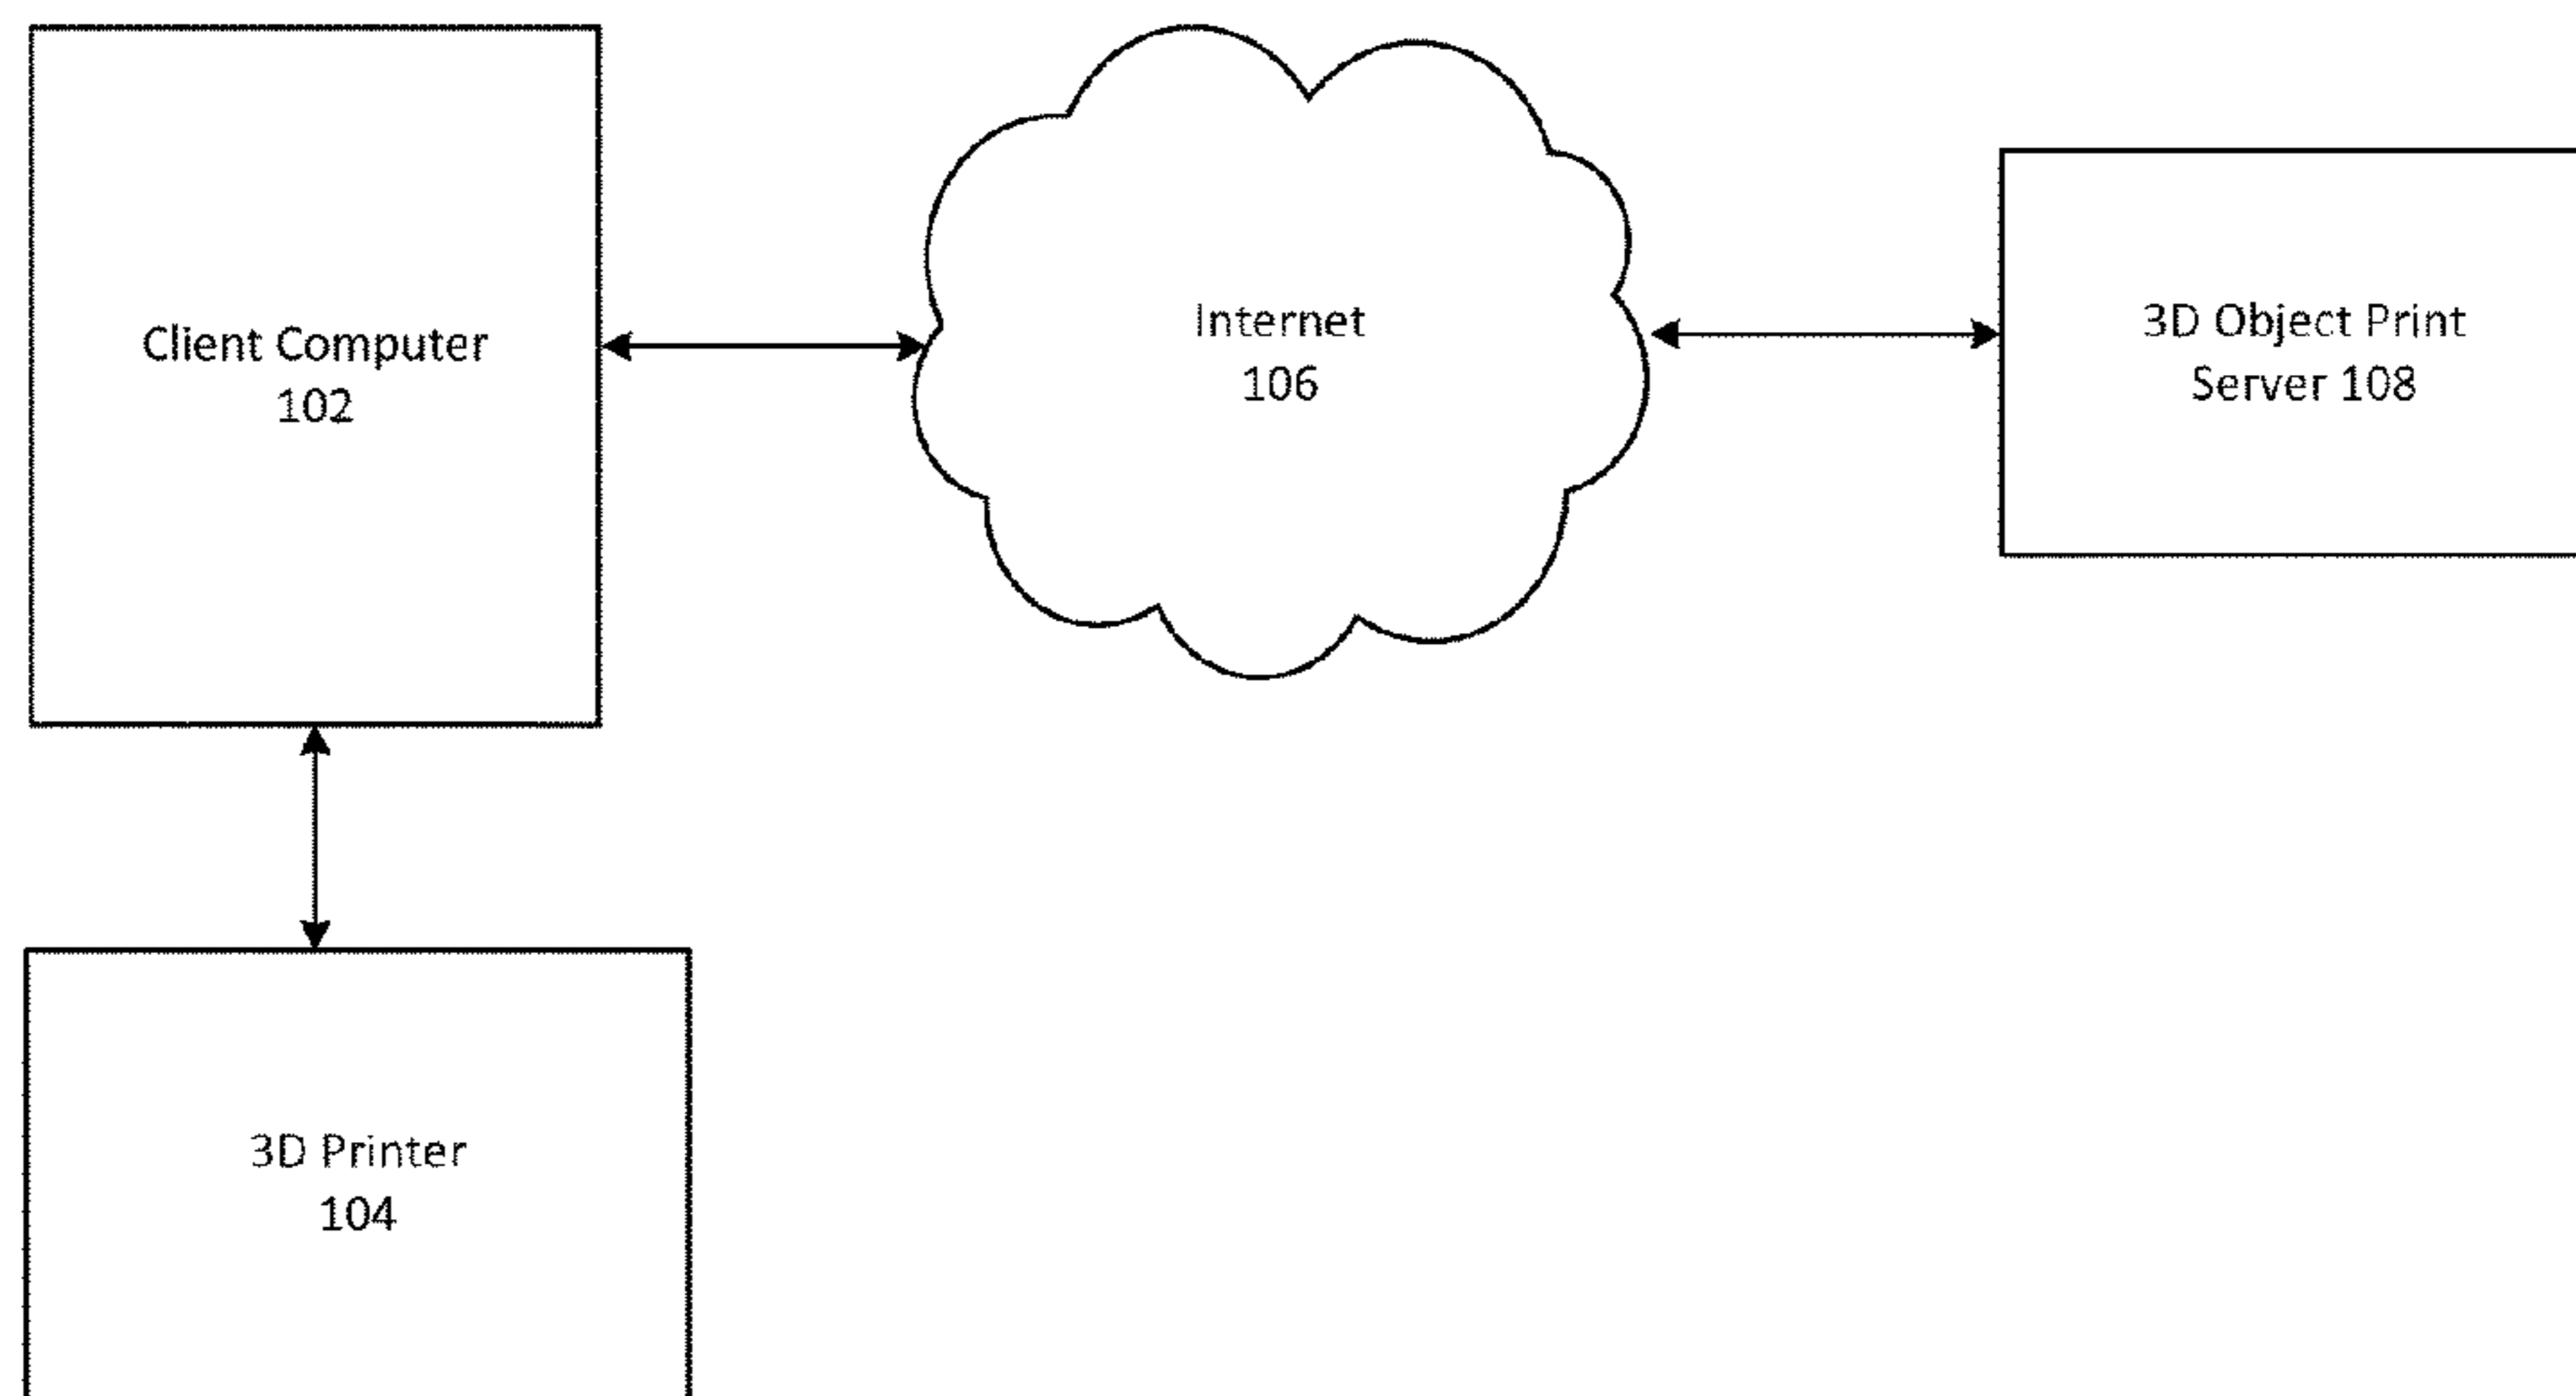 Client Computer
102
Internet
106
3D Object Print
Server 108
3D Printer
104